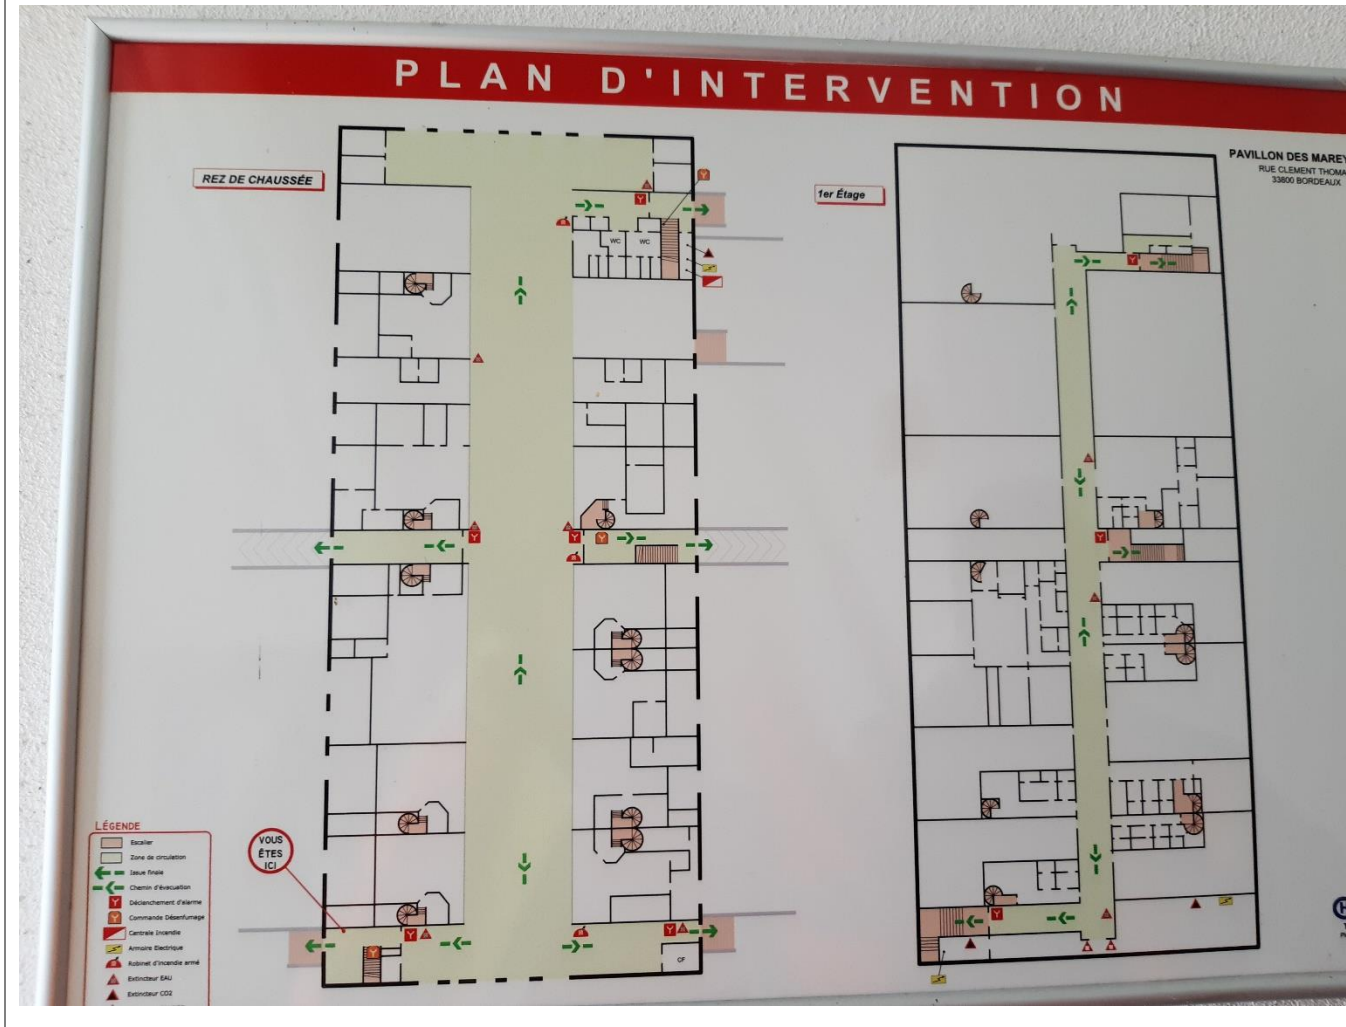 PLAN D'INTERVENTION
REZ DE CHAUSSÉE
1er Étage
PAVILLON DES MAREY
RUE CLEMENT THOMA
33800 BORDEAUX
WC WC
VOUS
ÊTES
ICI
CF
LÉGENDE
Escalier
Zone de circulation
Issue finale
Chemin d'évacuation
Déclenchement d'alarme
Commande Désenfumage
Centrale Incendie
Armoire Electrique
Robinet d'incendie armé
Extincteur EAU
Extincteur CO2